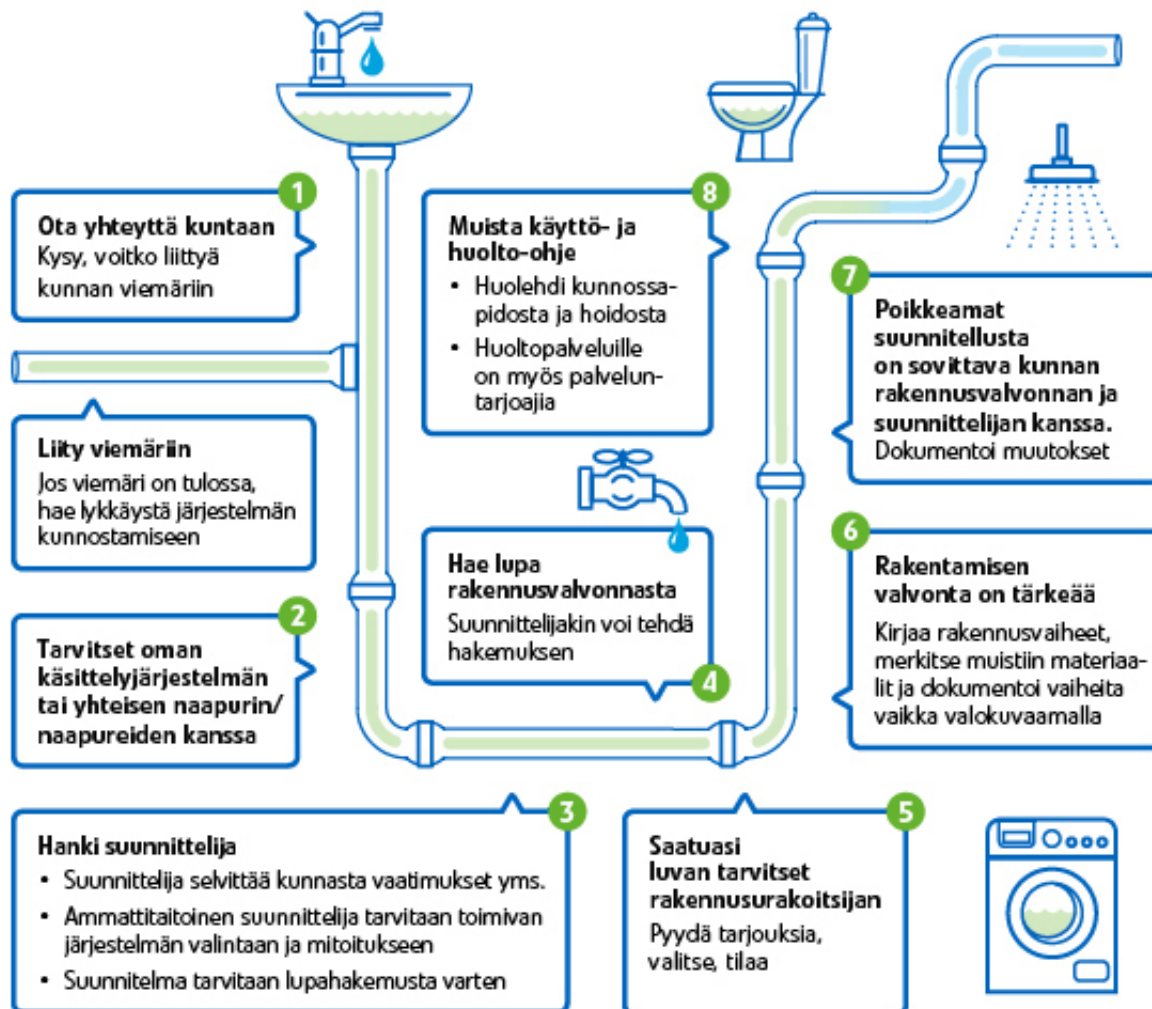 1
Ota yhteyttä kuntaan
Kysy, voitko liittyä
kunnan viemäriin
Liity viemäriin
Jos viemäri on tulossa,
hae lykkäystä järjestelmän
kunnostamiseen
2
Tarvitset oman
käsittelyjärjestelmän
tai yhteisen naapurin/
naapureiden kanssa
3
Hanki suunnittelija
• Suunnittelija selvittää kunnasta vaatimukset yms.
• Ammattitaitoinen suunnittelija tarvitaan toimivan
järjestelmän valintaan ja mitoitukseen
• Suunnitelma tarvitaan lupahakemusta varten
Hae lupa
rakennusvalvonnasta
Suunnittelijakin voi tehdä
hakemuksen
4
5
Saatuasi
luvan tarvitset
rakennusurakoitsijan
Pyydä tarjouksia,
valitse, tilaa
6
Rakentamisen
valvonta on tärkeää
Kirjaa rakennusvaiheet,
merkitse muistiin materiaa-
lit ja dokumentoi vaiheita
vaikka valokuvaamalla
7
Poikkeamat
suunnitellusta
on sovittava kunnan
rakennusvalvonnan ja
suunnittelijan kanssa.
Dokumentoi muutokset
8
Muista käyttö- ja
huolto-ohje
• Huolehdi kunnossa-
pidosta ja hoidosta
• Huoltopalveluille
on myös palvelun-
tarjoajia